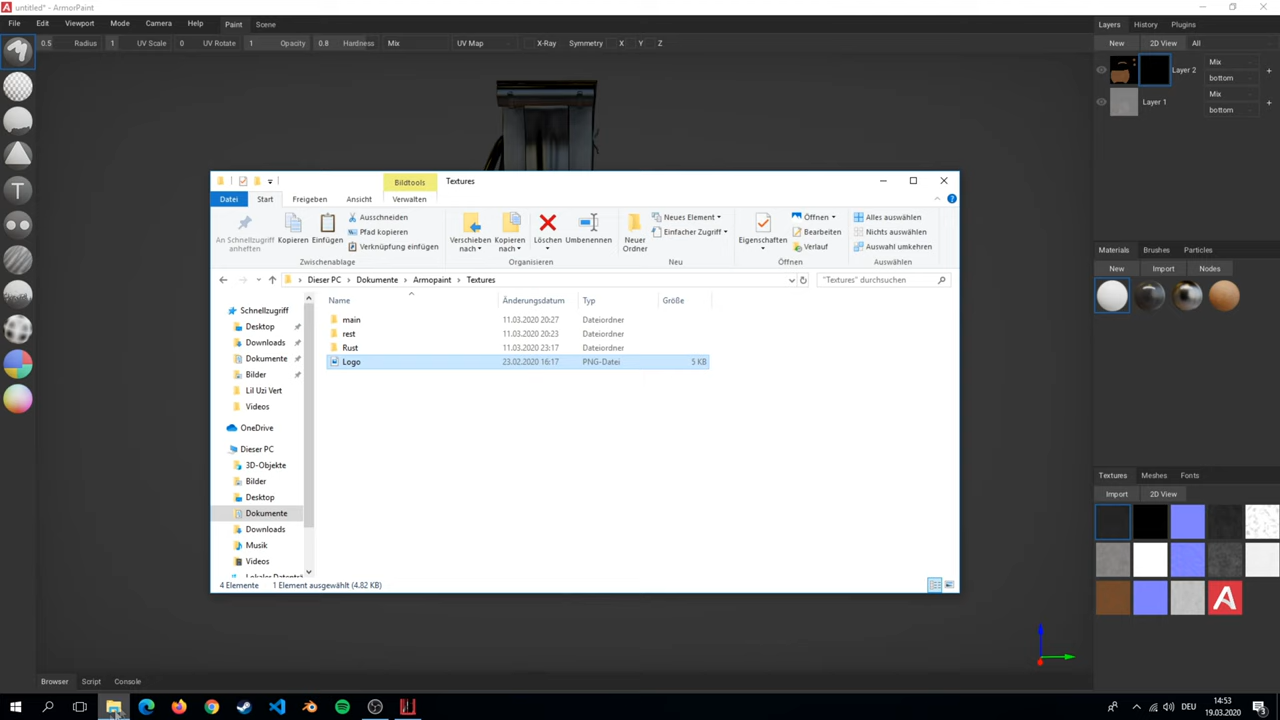 untitled* - ArmorPaint
File Edit Viewport Mode Camera Help Paint Scene
0.5 Radius 1 UV Scale 0 UV Rotate 1 Opacity 0.8 Hardness Mix UV Map X-Ray Symmetry X Y Z
Layers History Plugins
New 2D View All
Mix
Layer 2
bottom
Mix
Layer 1
bottom
Bildtools Textures
Datei Start Freigeben Ansicht Verwalten
An Schnellzugriff anheften
Kopieren
Einfügen
Ausschneiden
Pfad kopieren
Verknüpfung einfügen
Zwischenablage
Verschieben nach
Kopieren nach
Löschen
Umbenennen
Organisieren
Neuer Ordner
Neues Element
Einfacher Zugriff
Neu
Eigenschaften
Öffnen
Bearbeiten
Verlauf
Öffnen
Alles auswählen
Nichts auswählen
Auswahl umkehren
Auswählen
Dieser PC Dokumente Armopaint Textures
"Textures" durchsuchen
Name Änderungsdatum Typ Größe
main 11.03.2020 20:27 Dateiordner
rest 11.03.2020 20:23 Dateiordner
Rust 11.03.2020 23:17 Dateiordner
Logo 23.02.2020 16:17 PNG-Datei 5 KB
Schnellzugriff
Desktop
Downloads
Dokumente
Bilder
Lil Uzi Vert
Videos
OneDrive
Dieser PC
3D-Objekte
Bilder
Desktop
Dokumente
Downloads
Musik
Videos
4 Elemente 1 Element ausgewählt (4.82 KB)
Materials Brushes Particles
New Import Nodes
Textures Meshes Fonts
Import 2D View
Browser Script Console
DEU
14:53
19.03.2020
3